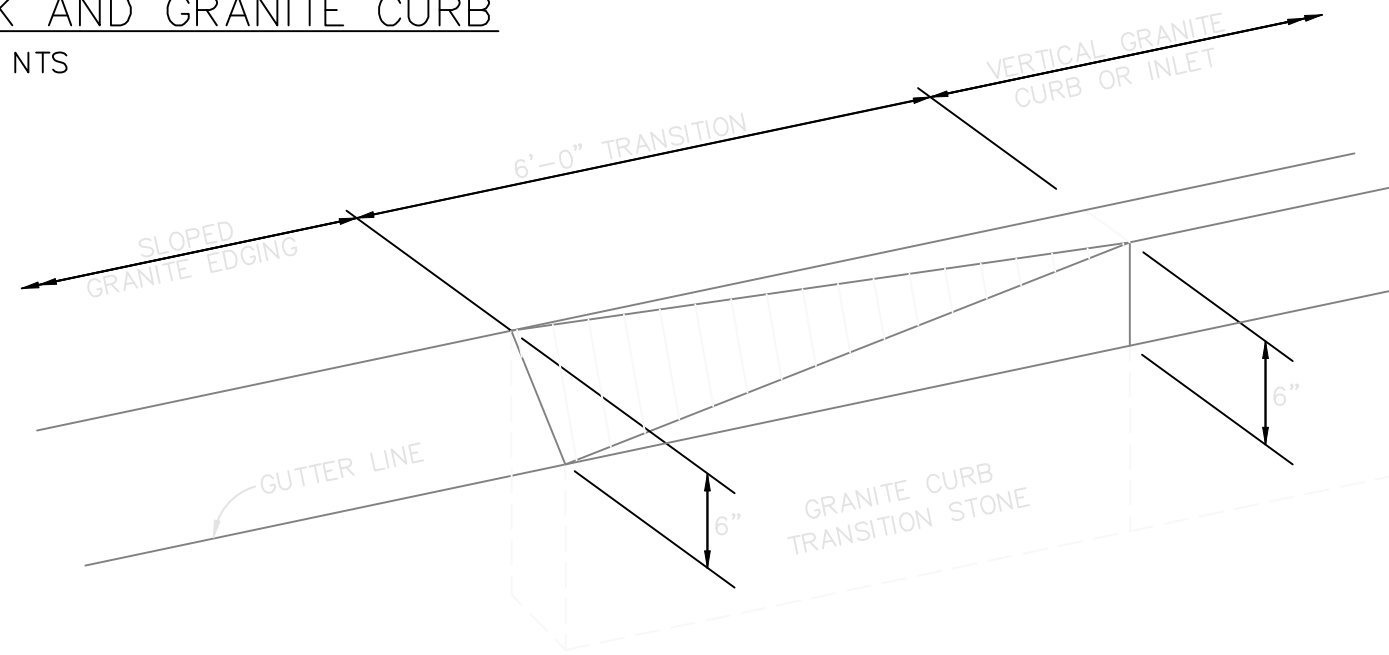 AND GRANITE CURB
NTS
VERTICAL GRANITE
CURB OR INLET
6'-0" TRANSITION
SLOPED
GRANITE EDGING
GUTTER LINE
6"
GRANITE CURB
TRANSITION STONE
6"